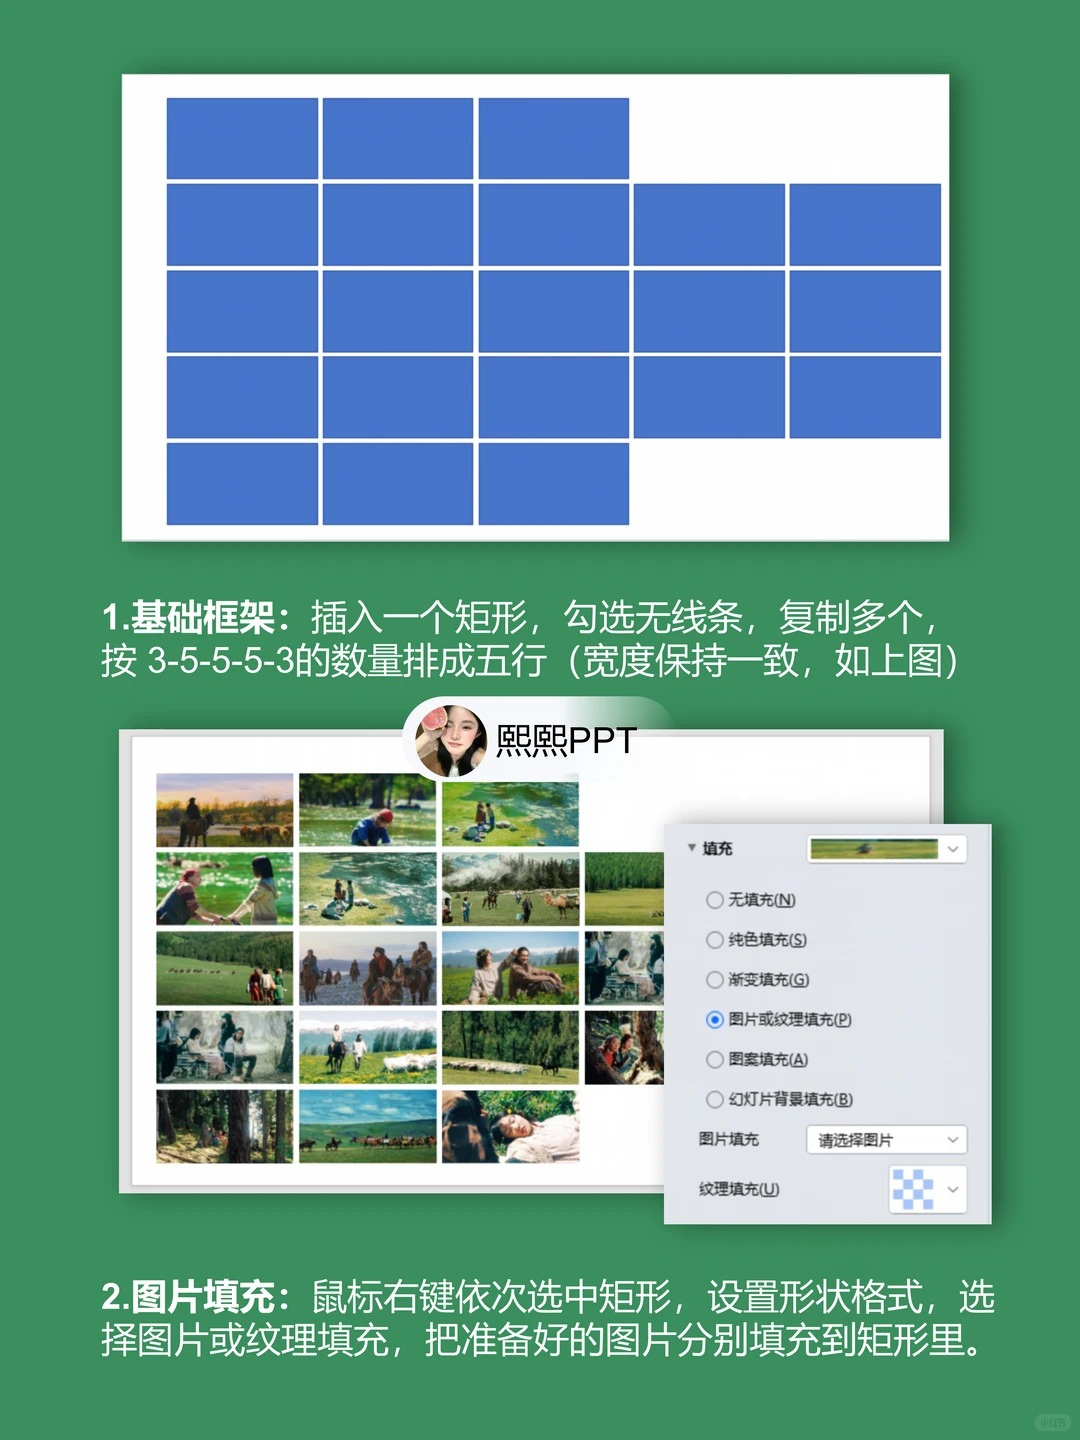 1.基础框架：插入一个矩形，勾选无线条，复制多个，
按 3-5-5-5-3的数量排成五行（宽度保持一致，如上图）
熙熙PPT
填充
无填充(N)
纯色填充(S)
渐变填充(G)
图片或纹理填充(P)
图案填充(A)
幻灯片背景填充(B)
图片填充
请选择图片
纹理填充(U)
2.图片填充：鼠标右键依次选中矩形，设置形状格式，选
择图片或纹理填充，把准备好的图片分别填充到矩形里。
小红书